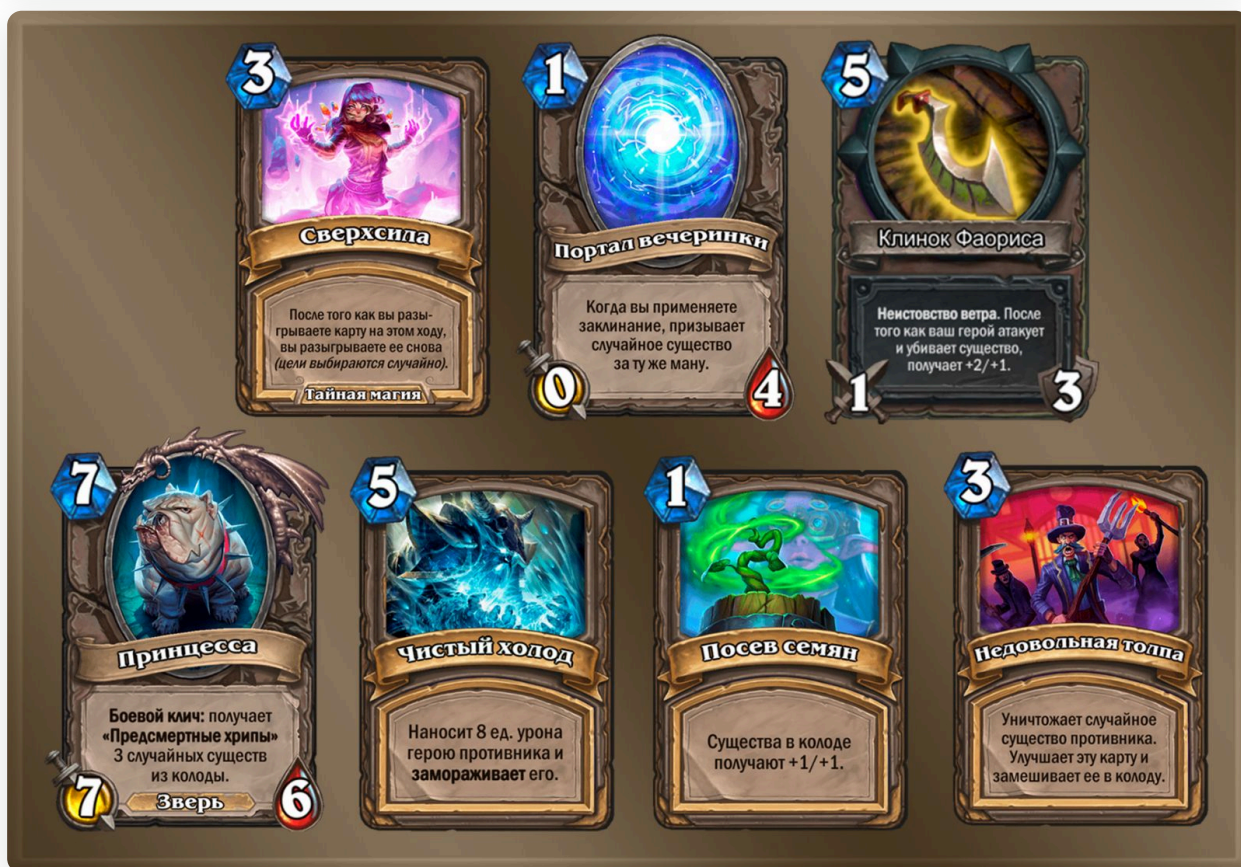 3
Сверхсила
После того как вы разы-
грываете карту на этом ходу,
вы разыгрываете ее снова
(цели выбираются случайно).
Тайная магия
1
Портал вечеринки
Когда вы применяете
заклинание, призывает
случайное существо
за ту же ману.
0
4
5
Клинок Фаориса
Неистовство ветра. После
того как ваш герой атакует
и убивает существо,
получает +2/+1.
1
3
7
Принцесса
Боевой клич: получает
«Предсмертные хрипы»
3 случайных существ
из колоды.
7
Зверь
6
5
Чистый холод
Наносит 8 ед. урона
герою противника и
замораживает его.
1
Посев семян
Существа в колоде
получают +1/+1.
3
Недовольная толпа
Уничтожает случайное
существо противника.
Улучшает эту карту и
замешивает ее в колоду.